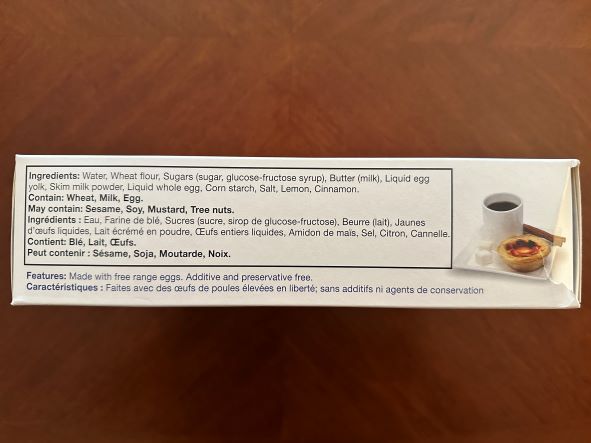 Ingredients: Water, Wheat flour, Sugars (sugar, glucose-fructose syrup), Butter (milk), Liquid egg
yolk, Skim milk powder, Liquid whole egg, Corn starch, Salt, Lemon, Cinnamon.
Contain: Wheat, Milk, Egg.
May contain: Sesame, Soy, Mustard, Tree nuts.
Ingrédients : Eau, Farine de blé, Sucres (sucre, sirop de glucose-fructose), Beurre (lait), Jaunes
d'œufs liquides, Lait écrémé en poudre, Œufs entiers liquides, Amidon de maïs, Sel, Citron, Cannelle.
Contient: Blé, Lait, Œufs.
Peut contenir : Sésame, Soja, Moutarde, Noix.
Features: Made with free range eggs. Additive and preservative free.
Caractéristiques : Faites avec des œufs de poules élevées en liberté; sans additifs ni agents de conservation